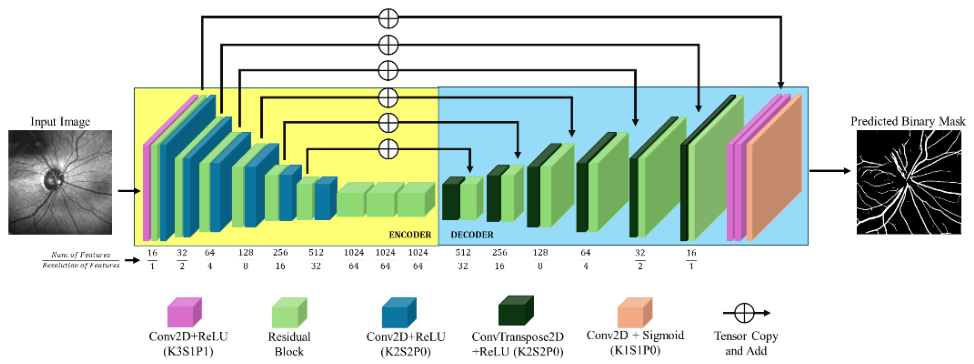 Input Image
Predicted Binary Mask
ENCODER
DECODER
Num. of Features
Resolution of Features
16 32 64 128 256 512 1024 1024 1024 512 256 128 64 32 16
1 2 4 8 16 32 64 64 64 32 16 8 4 2 1
Conv2D+ReLU
(K3S1P1)
Residual
Block
Conv2D+ReLU
(K2S2P0)
ConvTranspose2D
+ReLU (K2S2P0)
Conv2D + Sigmoid
(K1S1P0)
Tensor Copy
and Add